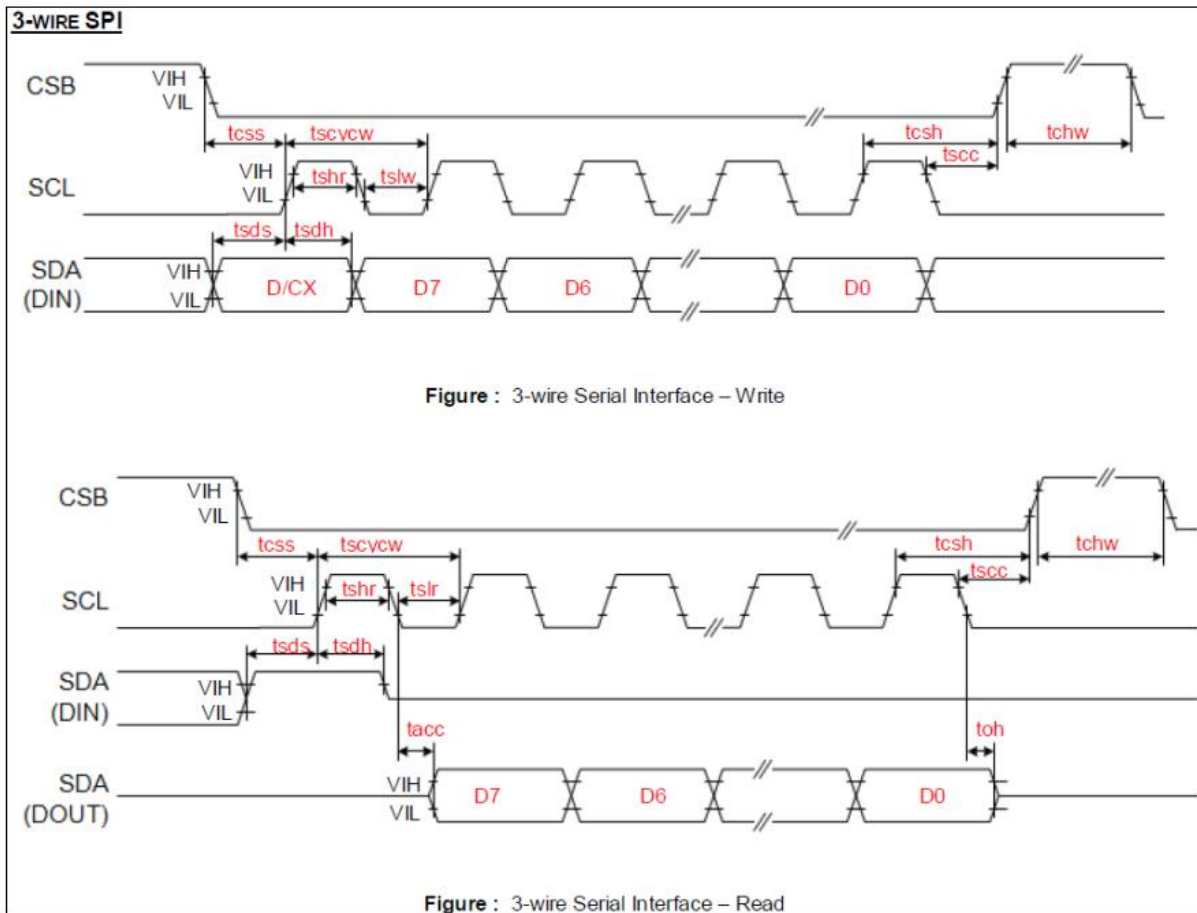 3-WIRE SPI
CSB
VIH
VIL
tcss
tscycw
tcsh
tchw
tscc
SCL
VIH
VIL
tshr
tslw
tsds
tsdh
SDA
(DIN)
VIH
VIL
D/CX
D7
D6
D0
Figure : 3-wire Serial Interface – Write
CSB
VIH
VIL
tcss
tscycw
tcsh
tchw
tscc
SCL
VIH
VIL
tshr
tslr
tsds
tsdh
SDA
(DIN)
VIH
VIL
tacc
toh
SDA
(DOUT)
VIH
VIL
D7
D6
D0
Figure : 3-wire Serial Interface – Read